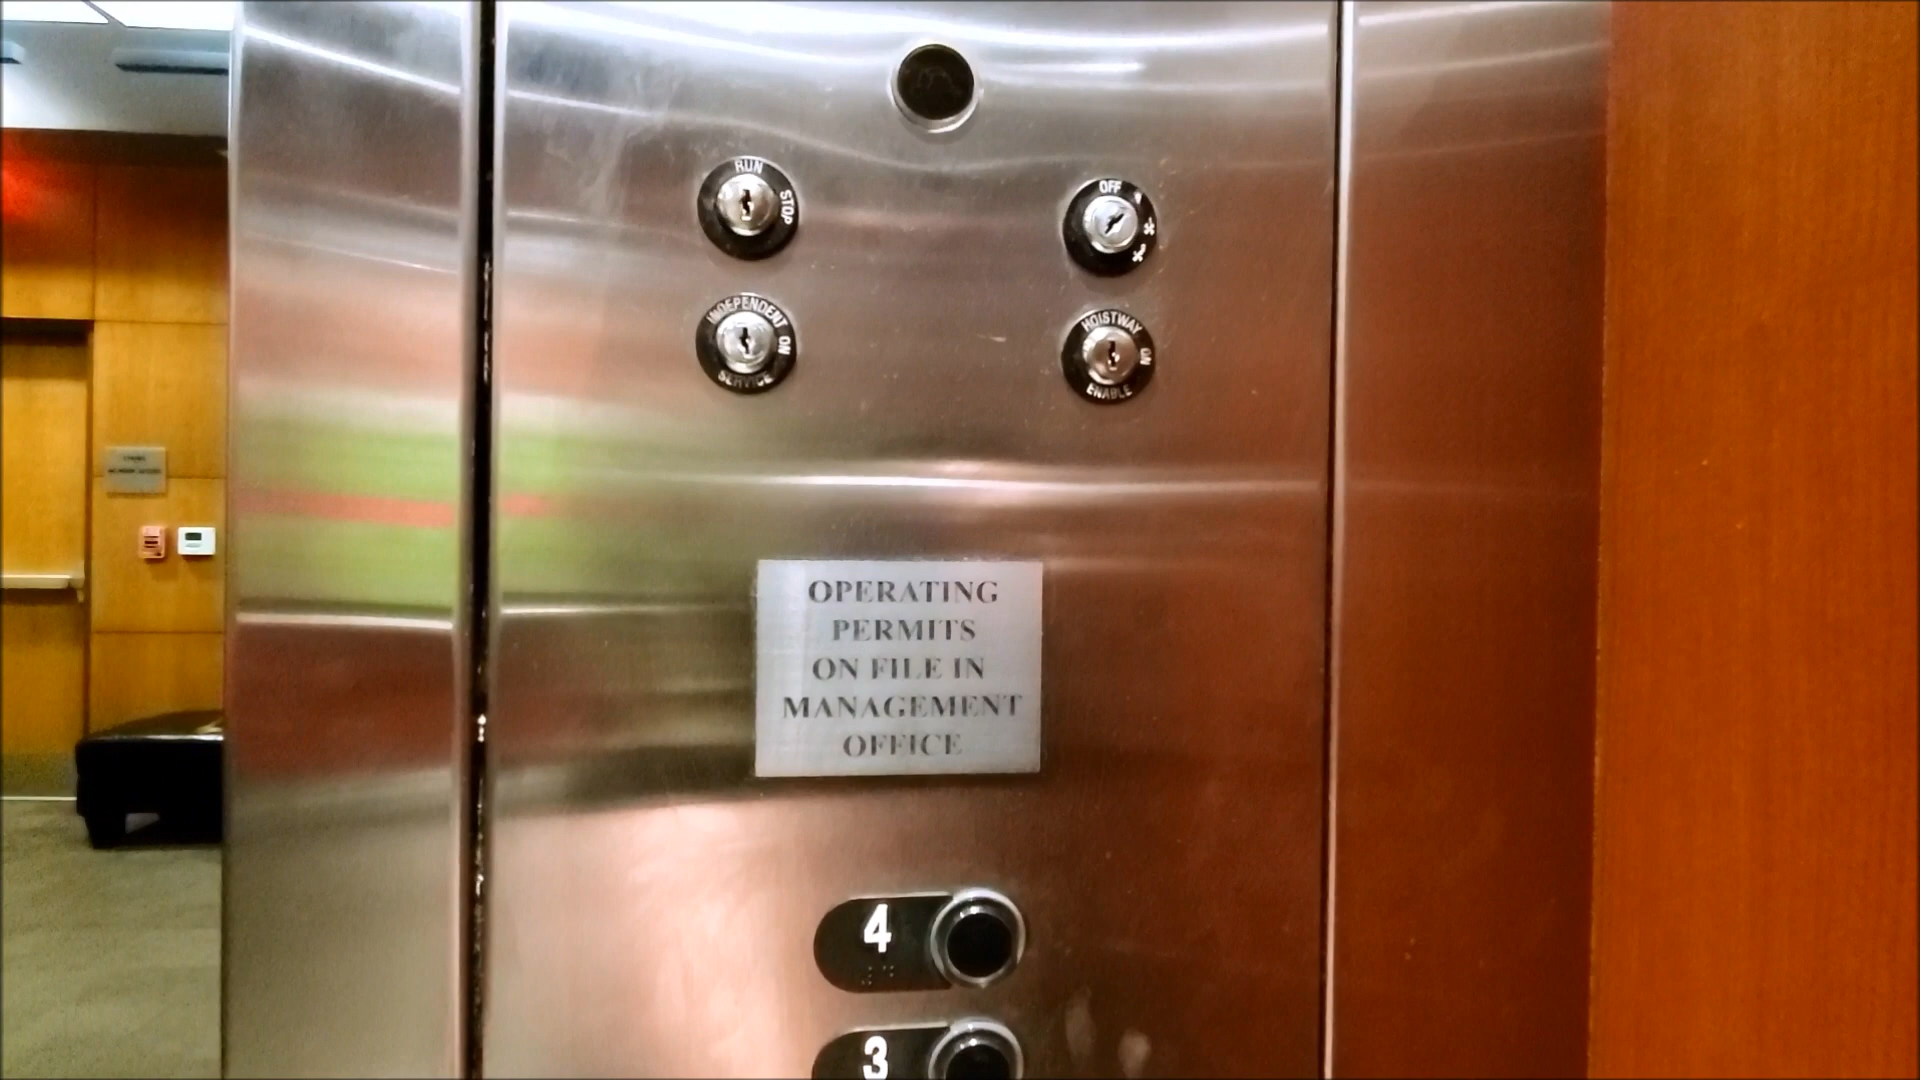 RUN
STOP
OFF
INDEPENDENT
ON
SERVICE
HOISTWAY
ON
ENABLE
OPERATING
PERMITS
ON FILE IN
MANAGEMENT
OFFICE
4
3